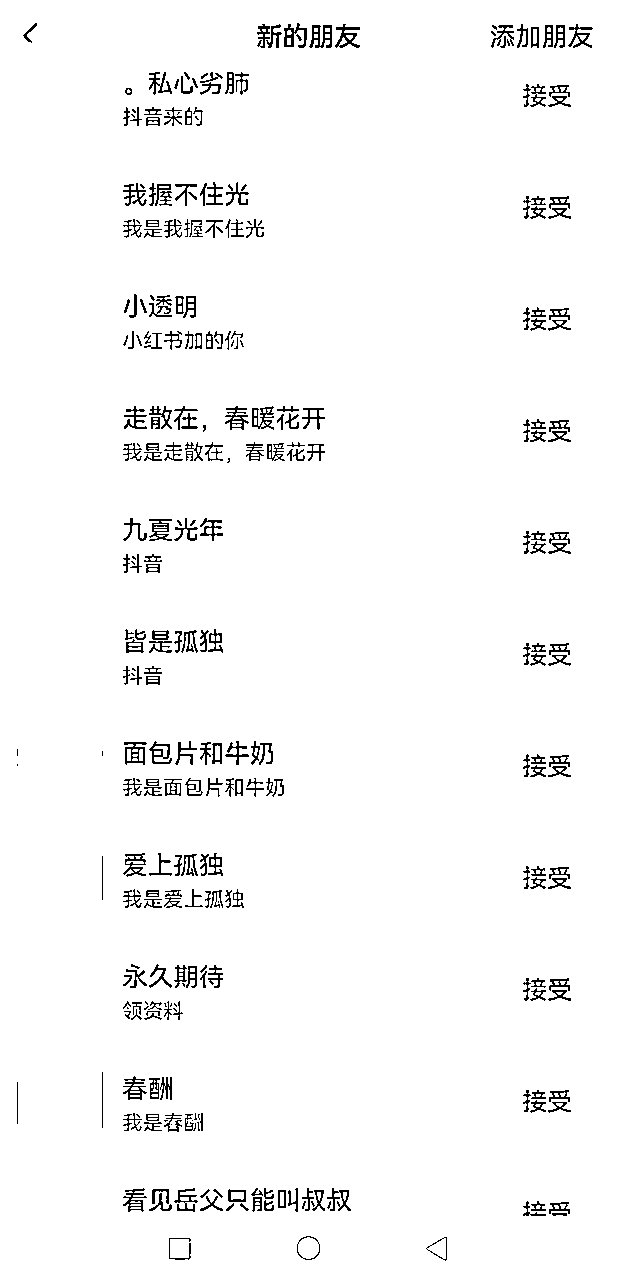 新的朋友 添加朋友
。私心劣肺 接受
抖音来的
我握不住光 接受
我是我握不住光
小透明 接受
小红书加的你
走散在，春暖花开 接受
我是走散在，春暖花开
九夏光年 接受
抖音
皆是孤独 接受
抖音
面包片和牛奶 接受
我是面包片和牛奶
爱上孤独 接受
我是爱上孤独
永久期待 接受
领资料
春酬 接受
我是春酬
看见岳父只能叫叔叔 接受